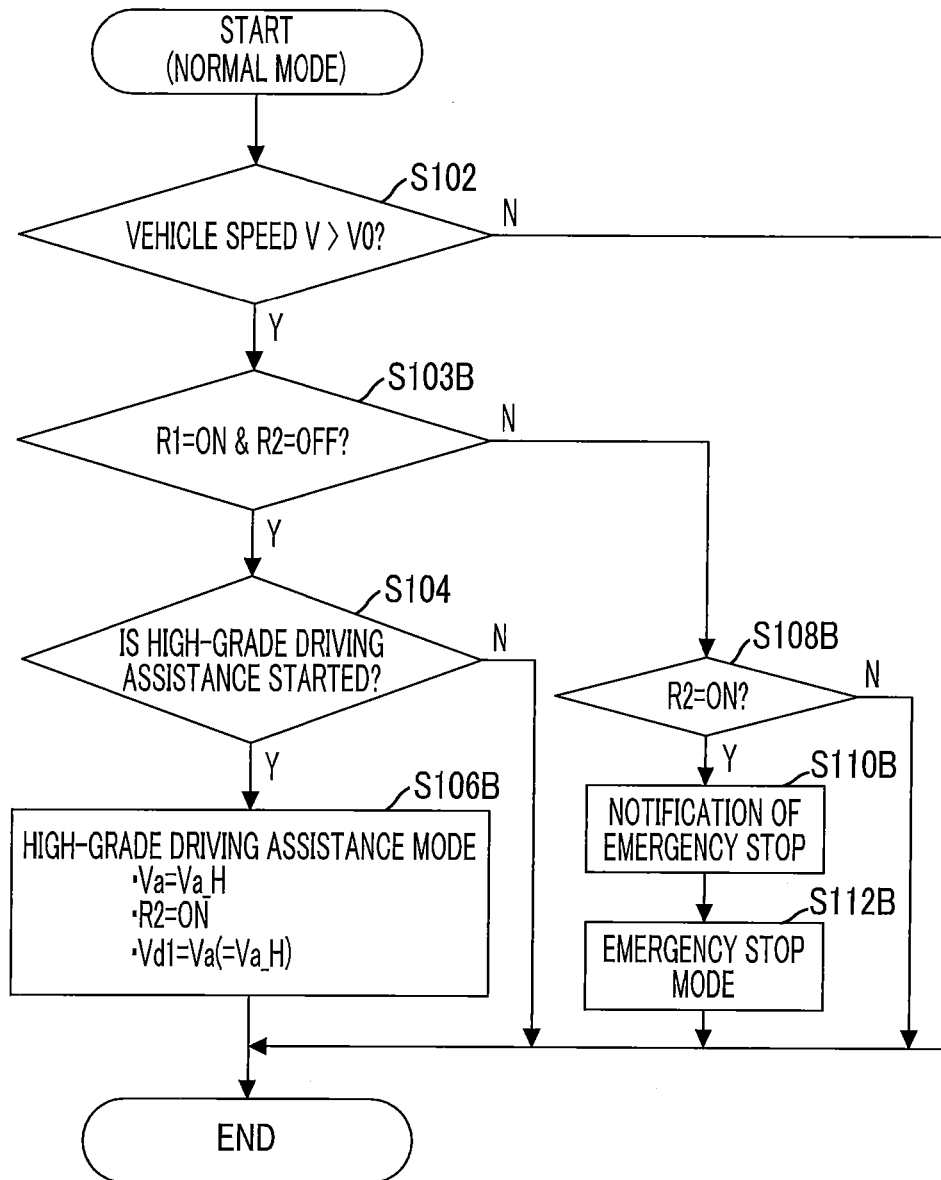 START
(NORMAL MODE)
S102
VEHICLE SPEED V > V0?
N
Y
S103B
R1=ON & R2=OFF?
N
Y
S104
IS HIGH-GRADE DRIVING
ASSISTANCE STARTED?
N
Y
S108B
R2=ON?
N
Y
S106B
HIGH-GRADE DRIVING ASSISTANCE MODE
·Va=Va_H
·R2=ON
·Vd1=Va(=Va_H)
S110B
NOTIFICATION OF
EMERGENCY STOP
S112B
EMERGENCY STOP
MODE
END